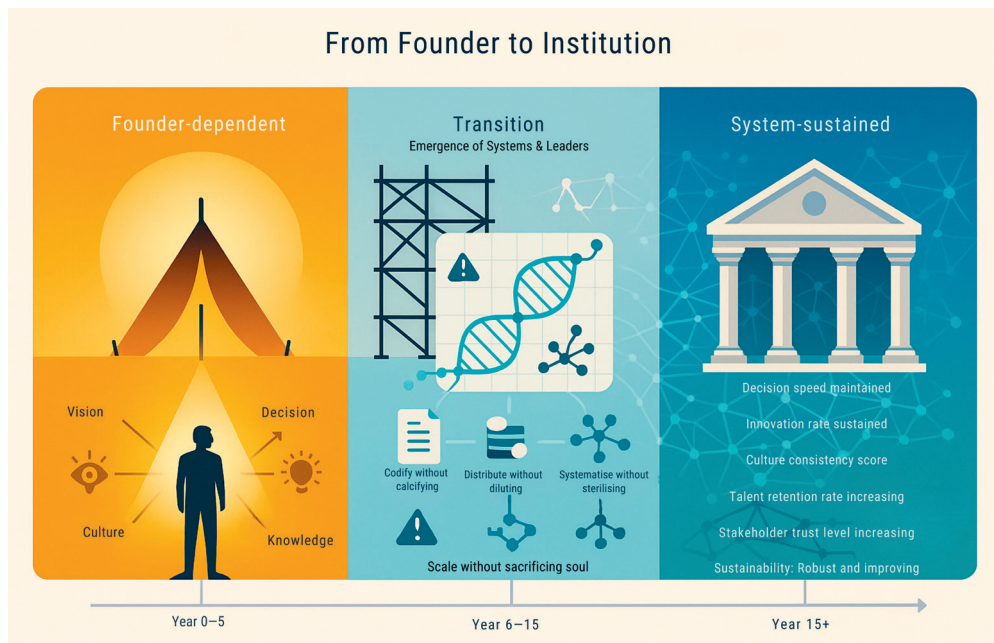 From Founder to Institution
Founder-dependent
Vision
Decision
Culture
Knowledge
Transition
Emergence of Systems & Leaders
Codify without
calcifying
Distribute without
diluting
Systematise without
sterilising
Scale without sacrificing soul
System-sustained
Decision speed maintained
Innovation rate sustained
Culture consistency score
Talent retention rate increasing
Stakeholder trust level increasing
Sustainability: Robust and improving
Year 0–5
Year 6–15
Year 15+